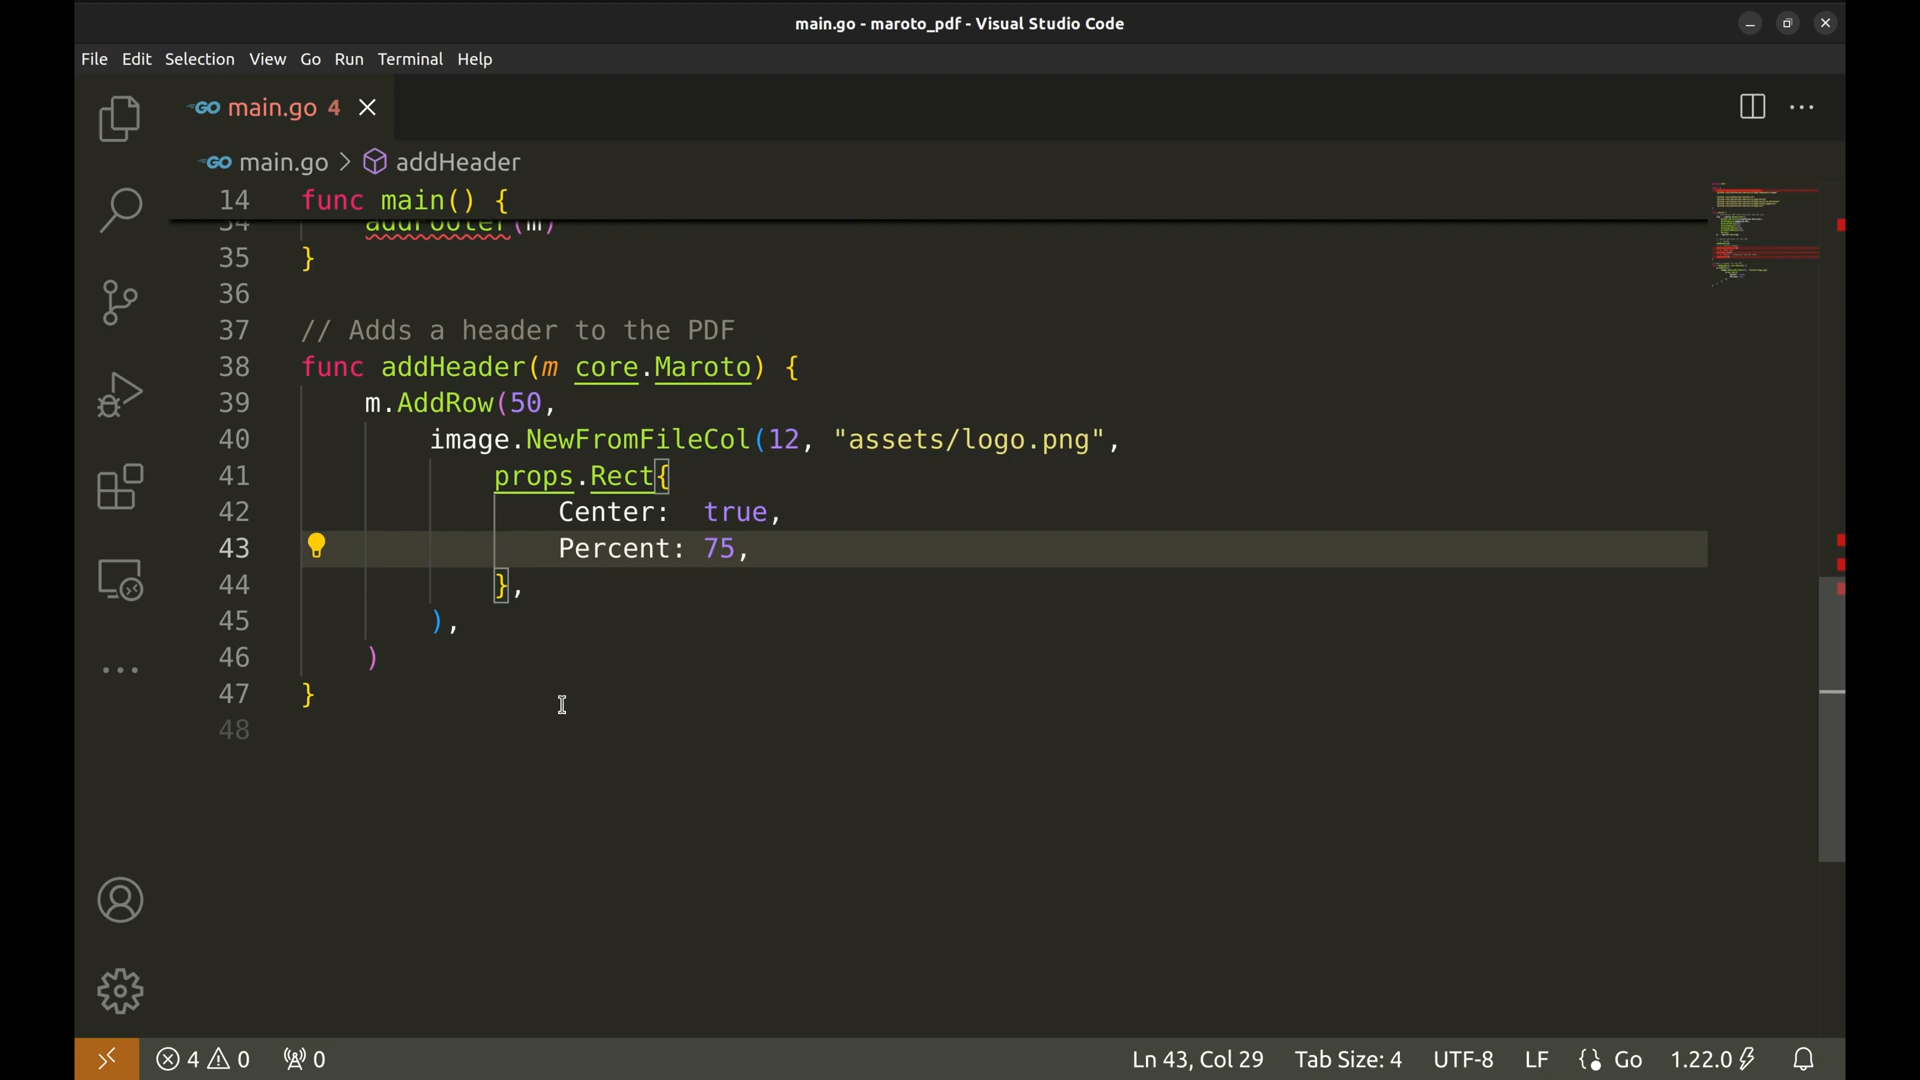 main.go - maroto_pdf - Visual Studio Code
File Edit Selection View Go Run Terminal Help
GO main.go 4
GO main.go > addHeader
14 func main() {
34 addFooter(m)
35 }
36
37 // Adds a header to the PDF
38 func addHeader(m core.Maroto) {
39 m.AddRow(50,
40 image.NewFromFileCol(12, "assets/logo.png",
41 props.Rect{
42 Center: true,
43 Percent: 75,
44 },
45 ),
46 )
47 }
48
4 0 0 Ln 43, Col 29 Tab Size: 4 UTF-8 LF Go 1.22.0